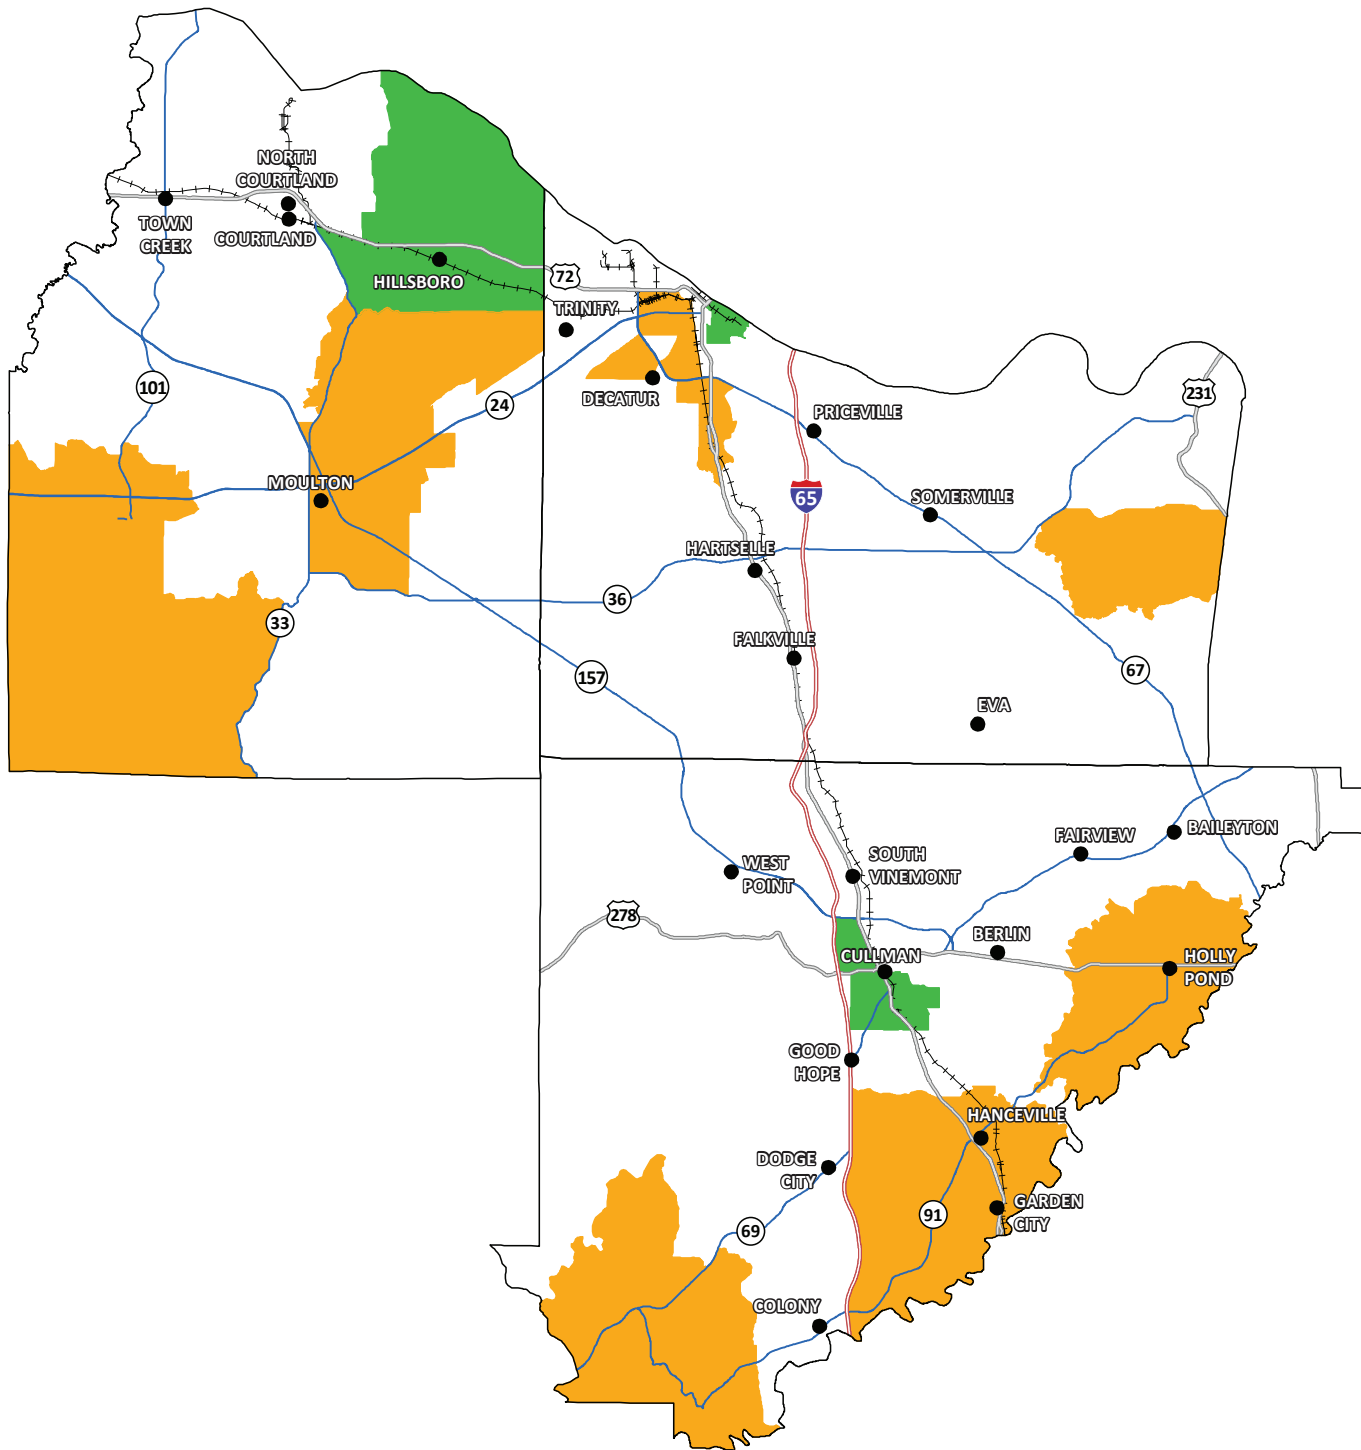 NORTH
COURTLAND
TOWN
CREEK
COURTLAND
HILLSBORO
72
TRINITY
101
24
DECATUR
PRICEVILLE
231
MOULTON
65
SOMERVILLE
HARTSELLE
36
33
FALKVILLE
157
67
EVA
BAILEYTON
FAIRVIEW
SOUTH
VINEMONT
WEST
POINT
278
BERLIN
CULLMAN
HOLLY
POND
GOOD
HOPE
HANCEVILLE
DODGE
CITY
GARDEN
CITY
91
69
COLONY